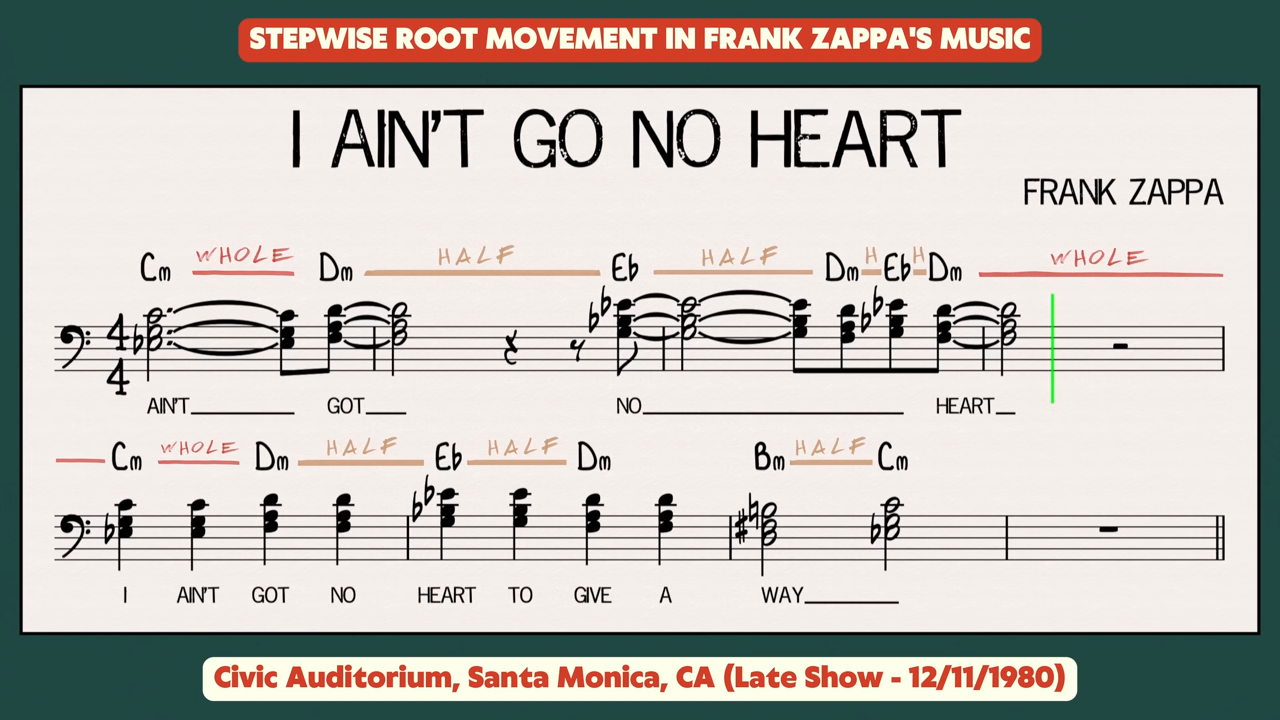 STEPWISE ROOT MOVEMENT IN FRANK ZAPPA'S MUSIC
I AIN'T GO NO HEART
FRANK ZAPPA
Cm WHOLE Dm HALF Eb HALF Dm H Eb H Dm WHOLE
4
4
AIN'T GOT NO HEART
Cm WHOLE Dm HALF Eb HALF Dm Bm HALF Cm
I AIN'T GOT NO HEART TO GIVE A WAY
Civic Auditorium, Santa Monica, CA (Late Show - 12/11/1980)